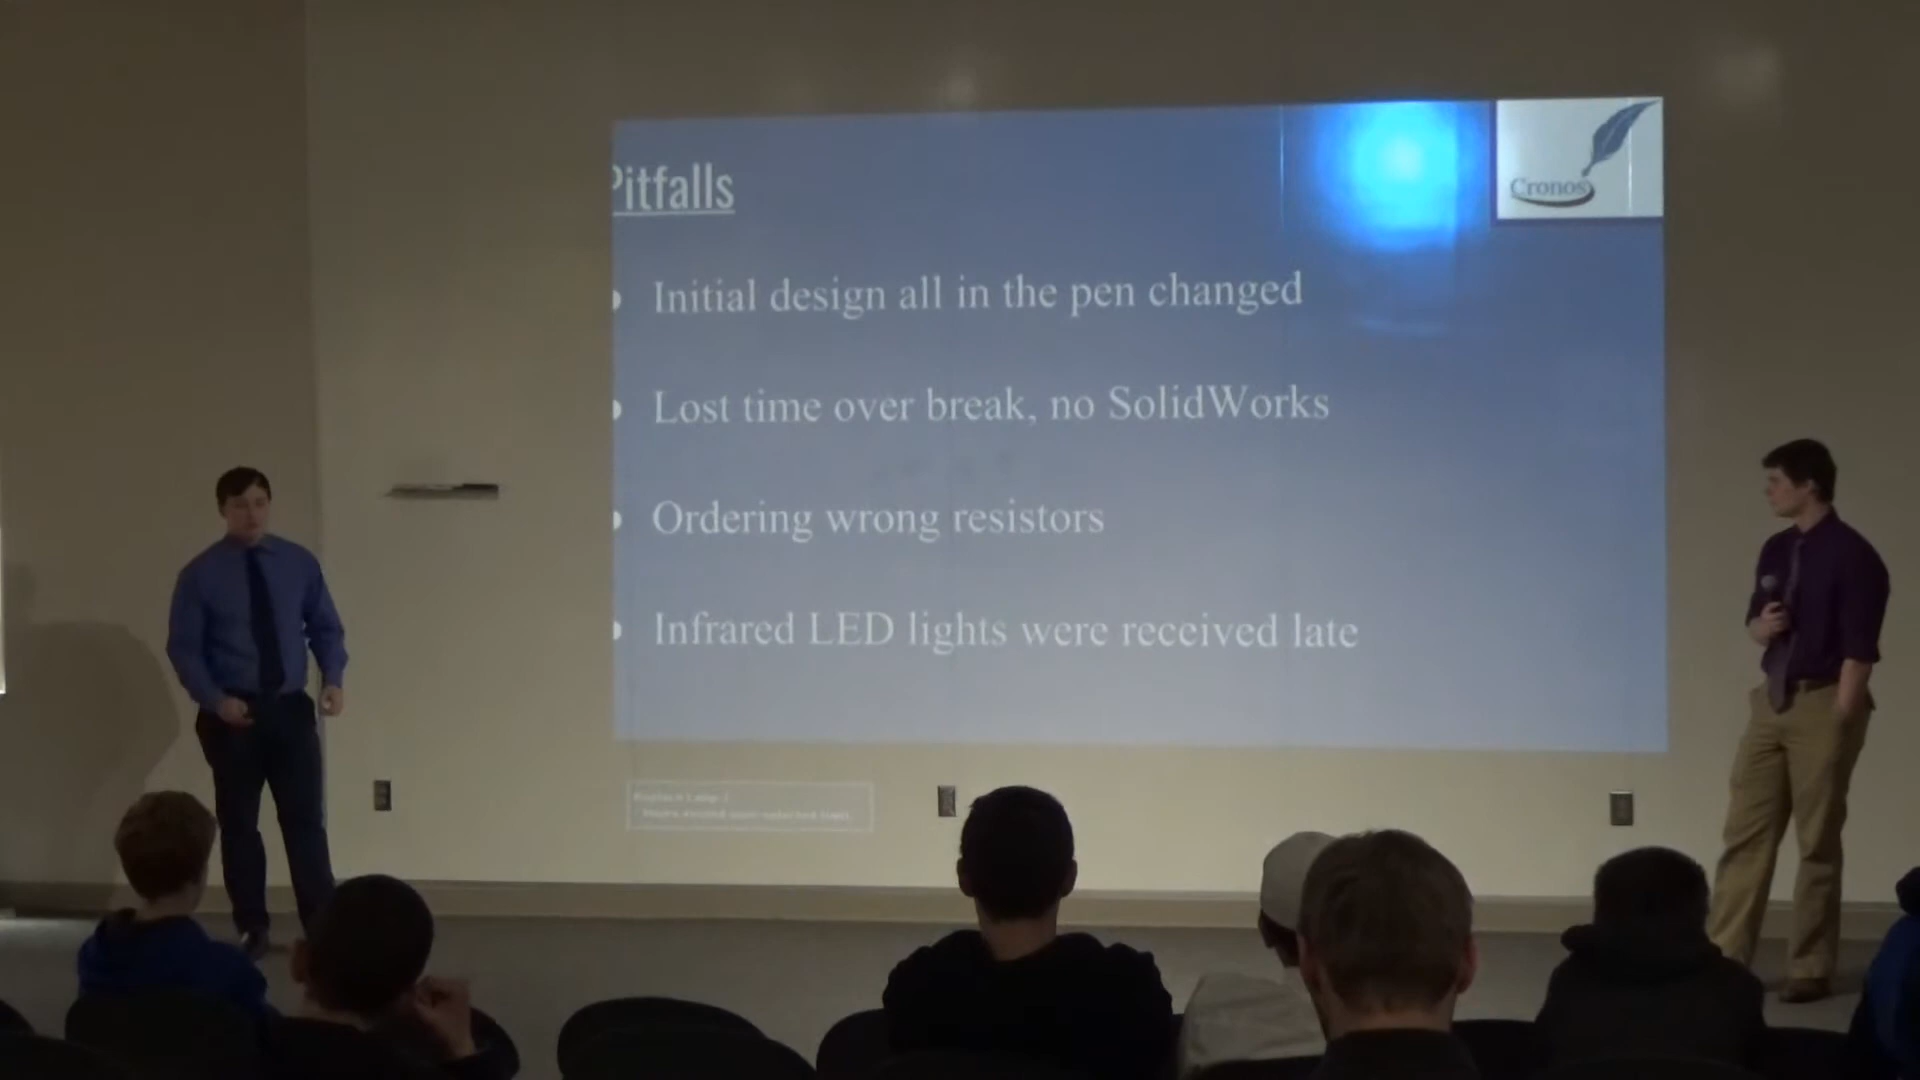 Pitfalls
Cronos
Initial design all in the pen changed
Lost time over break, no SolidWorks
Ordering wrong resistors
Infrared LED lights were received late